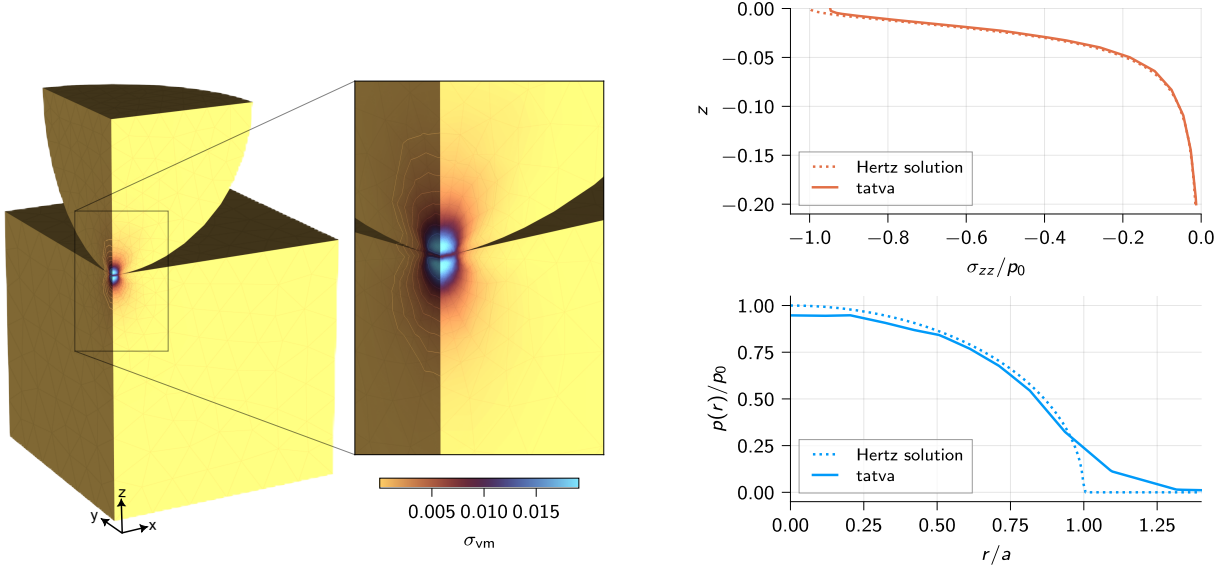 z
y
x
0.005 0.010 0.015
σvm
0.00
−0.05
−0.10
−0.15
−0.20
z
Hertz solution
tatva
−1.0 −0.8 −0.6 −0.4 −0.2 0.0
σzz/p0
1.00
0.75
0.50
0.25
0.00
p(r)/p0
Hertz solution
tatva
0.00 0.25 0.50 0.75 1.00 1.25
r/a